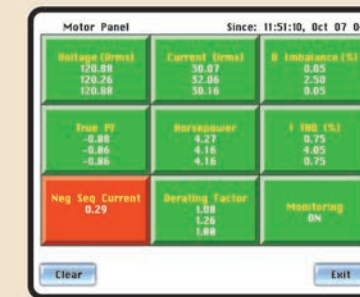 Motor Panel Since: 11:51:10, Oct 07 0
Voltage (Urms) Current (Irms) U Imbalance (%)
120.88 30.07 0.05
120.26 32.06 2.50
120.88 30.16 0.05
True PF Horsepower I THD (%)
-0.88 4.27 0.75
-0.86 4.16 4.05
-0.86 4.16 0.75
Neg Seq Current Derating Factor Monitoring
0.29 1.08 ON
1.26
1.08
Clear Exit